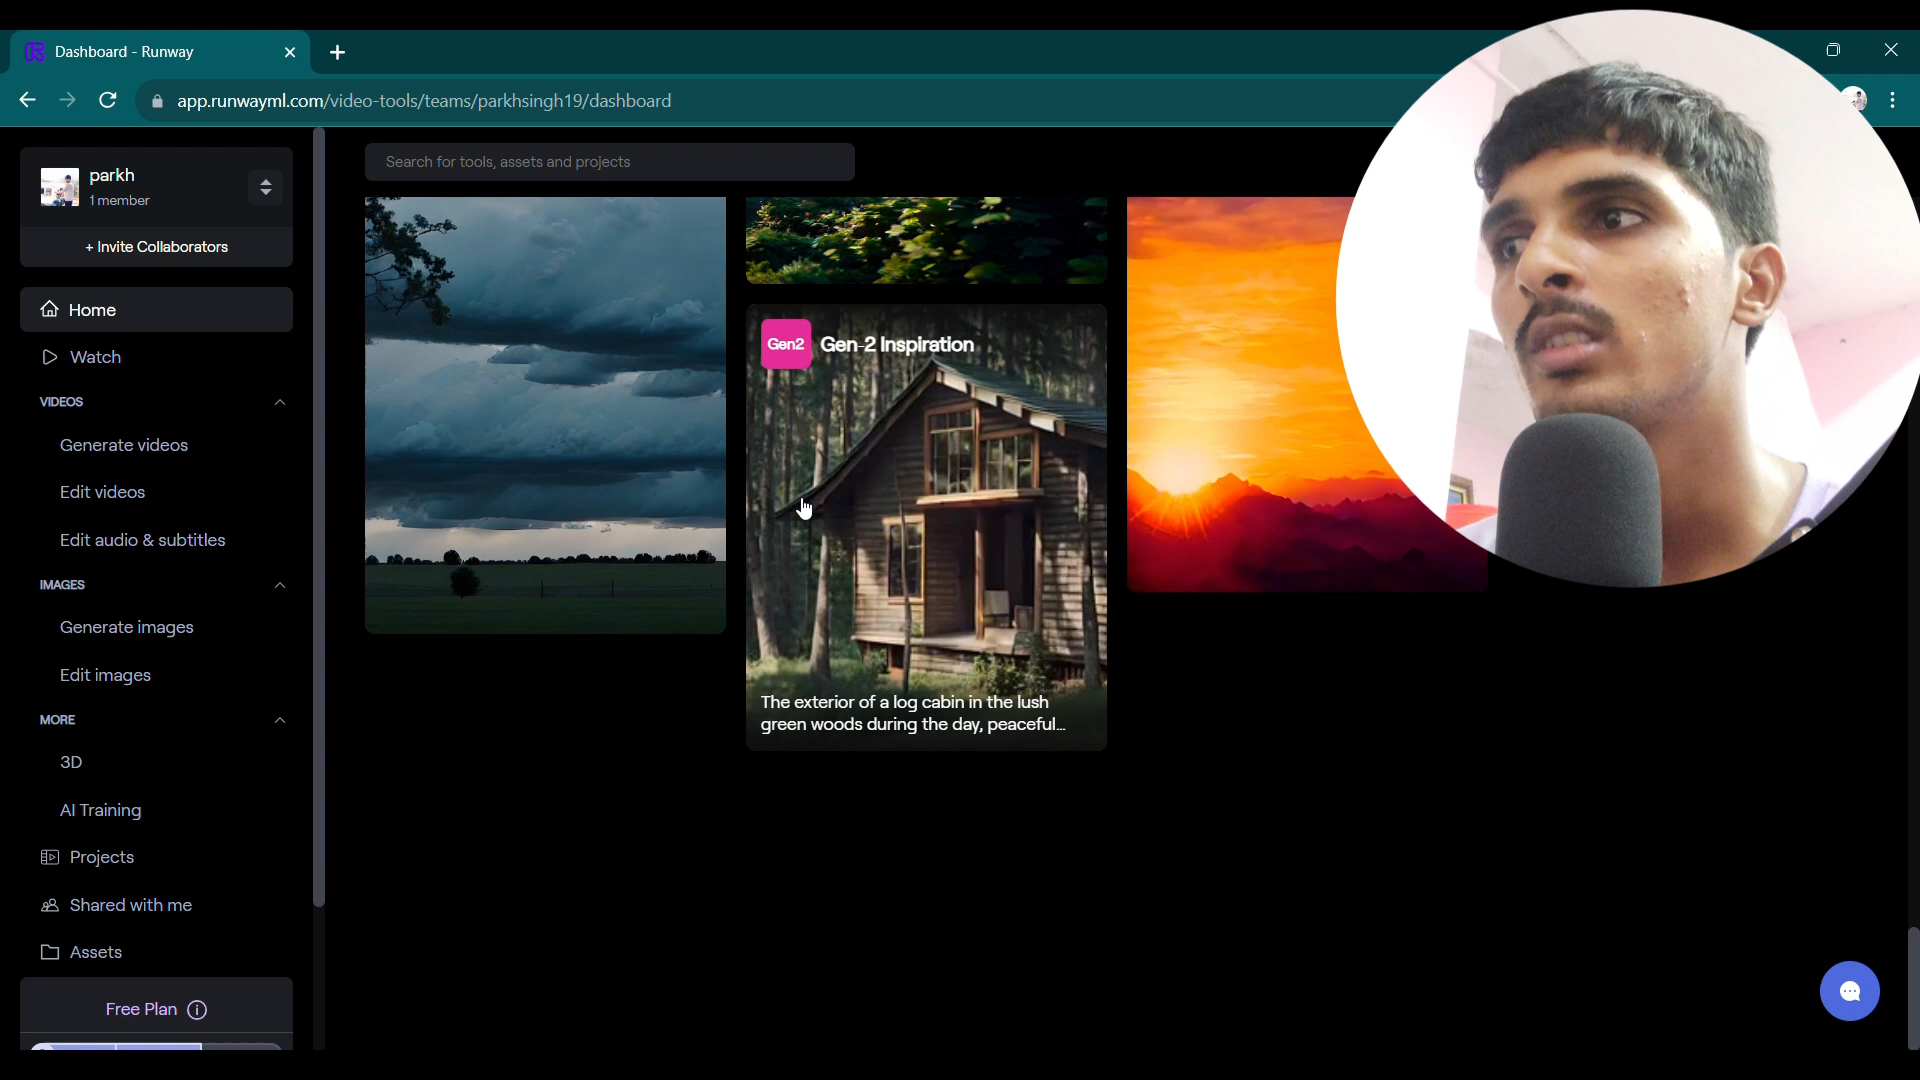 Dashboard - Runway
app.runwayml.com/video-tools/teams/parkhsingh19/dashboard
parkh
1 member
+ Invite Collaborators
Home
Watch
VIDEOS
Generate videos
Edit videos
Edit audio & subtitles
IMAGES
Generate images
Edit images
MORE
3D
AI Training
Projects
Shared with me
Assets
Free Plan
Search for tools, assets and projects
Gen2 Gen-2 Inspiration
The exterior of a log cabin in the lush
green woods during the day, peaceful...